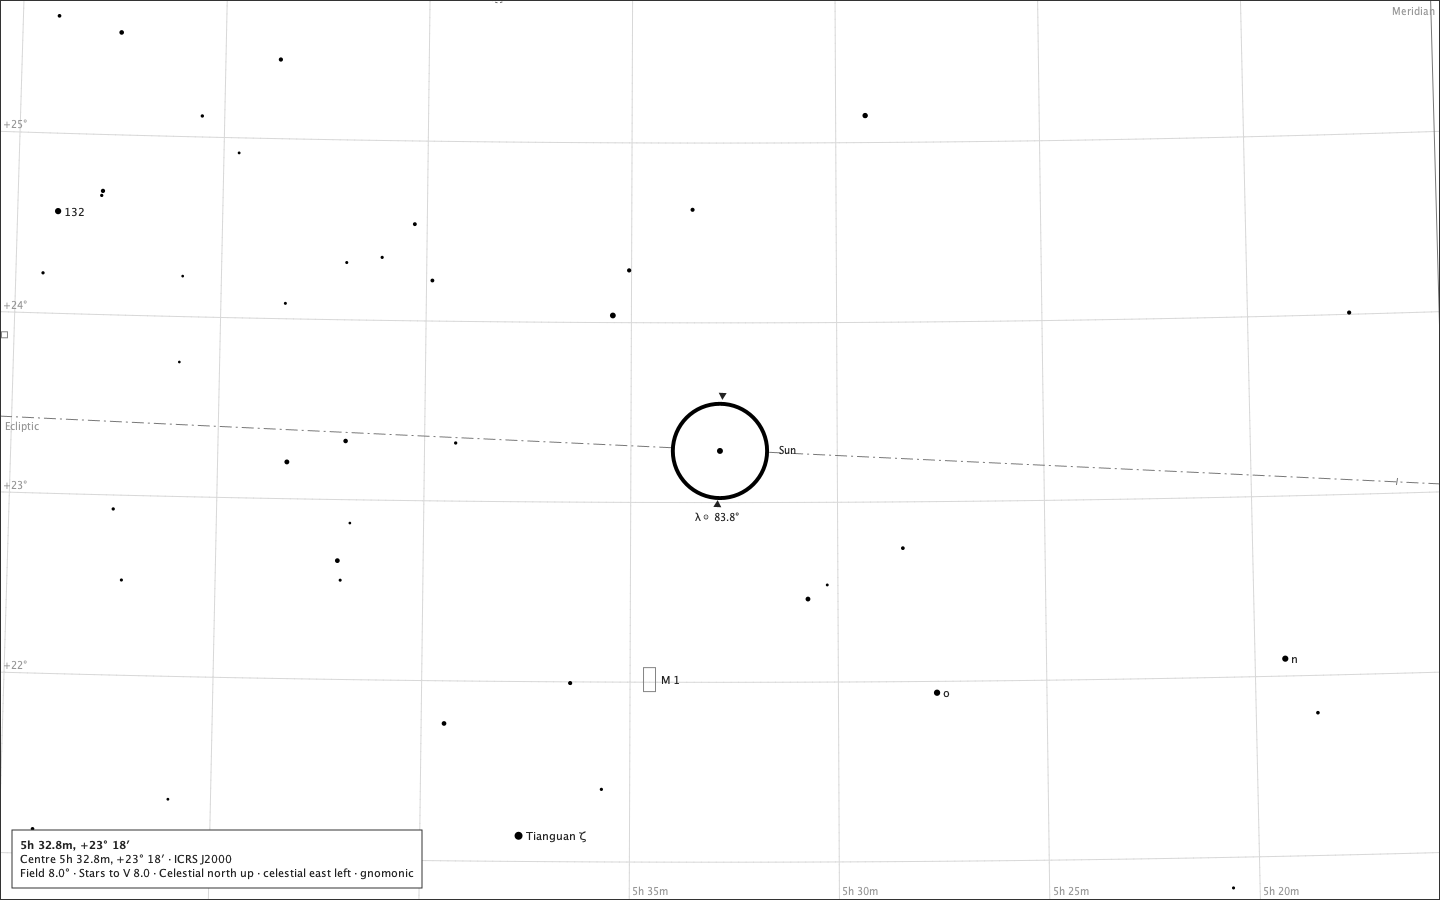 Meridian
+25°
132
+24°
Ecliptic
Sun
+23°
λ☉ 83.8°
+22°
n
M 1
o
Tianguan ζ
5h 32.8m, +23° 18′
Centre 5h 32.8m, +23° 18′ · ICRS J2000
Field 8.0° · Stars to V 8.0 · Celestial north up · celestial east left · gnomonic
5h 35m
5h 30m
5h 25m
5h 20m